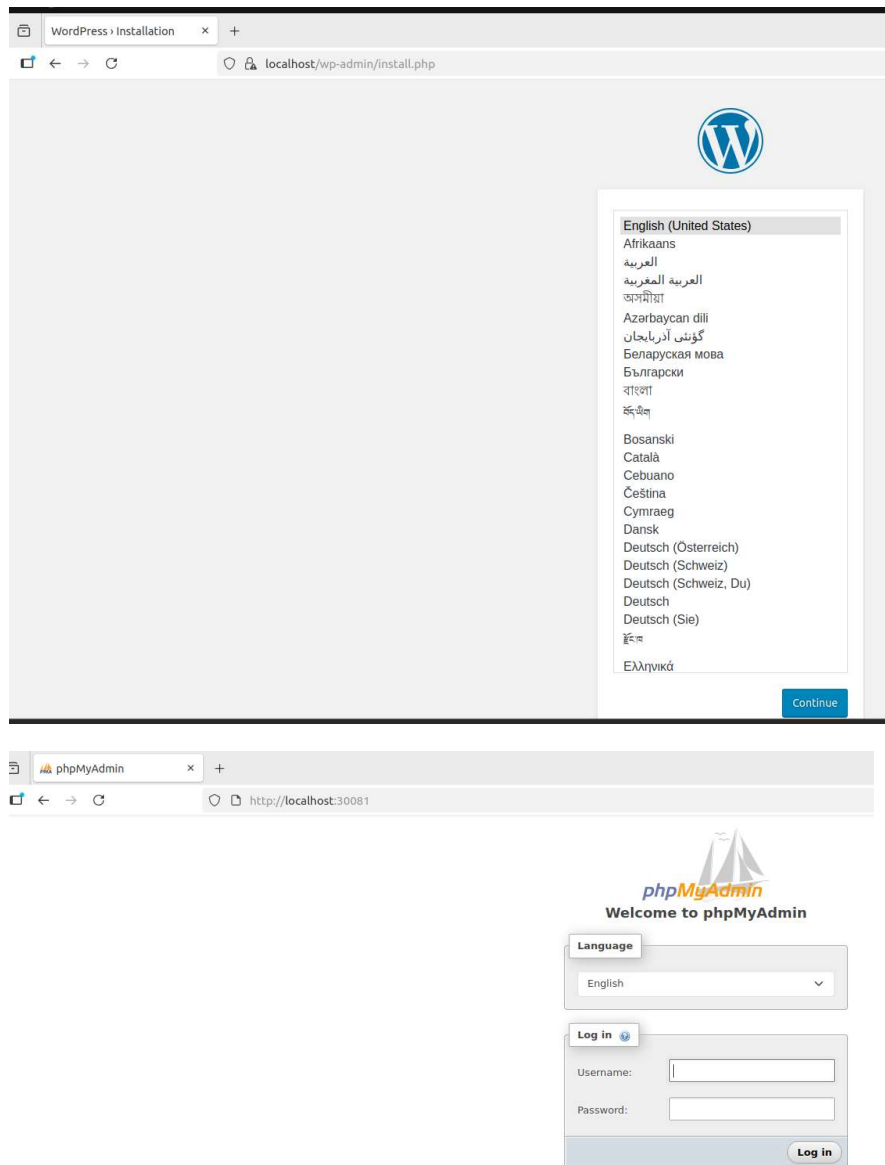 WordPress › Installation
localhost/wp-admin/install.php
English (United States)
Afrikaans
العربية
العربية المغربية
অসমীয়া
Azərbaycan dili
گؤنئی آذربایجان
Беларуская мова
Български
বাংলা
བོད་ཡིག
Bosanski
Català
Cebuano
Čeština
Cymraeg
Dansk
Deutsch (Österreich)
Deutsch (Schweiz)
Deutsch (Schweiz, Du)
Deutsch
Deutsch (Sie)
རྫོང་ཁ
Ελληνικά
Continue
phpMyAdmin
http://localhost:30081
phpMyAdmin
Welcome to phpMyAdmin
Language
English
Log in
Username:
Password:
Log in